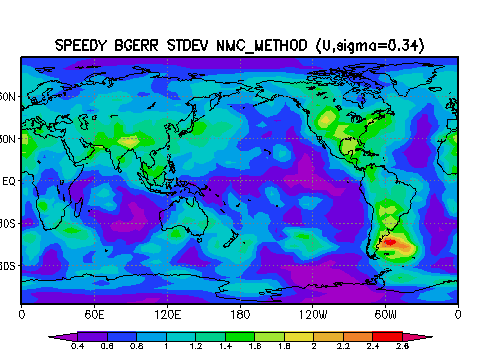 SPEEDY BGERR STDEV NMC_METHOD (U,sigma=0.34)
60N
30N
EQ
30S
60S
0 60E 120E 180 120W 60W 0
0.4 0.6 0.8 1 1.2 1.4 1.6 1.8 2 2.2 2.4 2.6